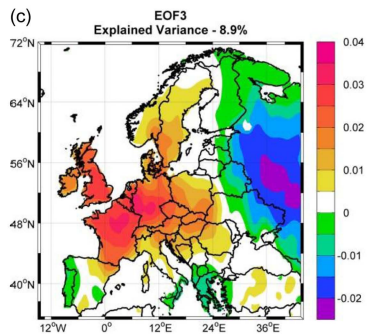 (c)
EOF3
Explained Variance - 8.9%
72°N
64°N
56°N
48°N
40°N
12°W 0° 12°E 24°E 36°E
0.04
0.03
0.02
0.01
0
-0.01
-0.02